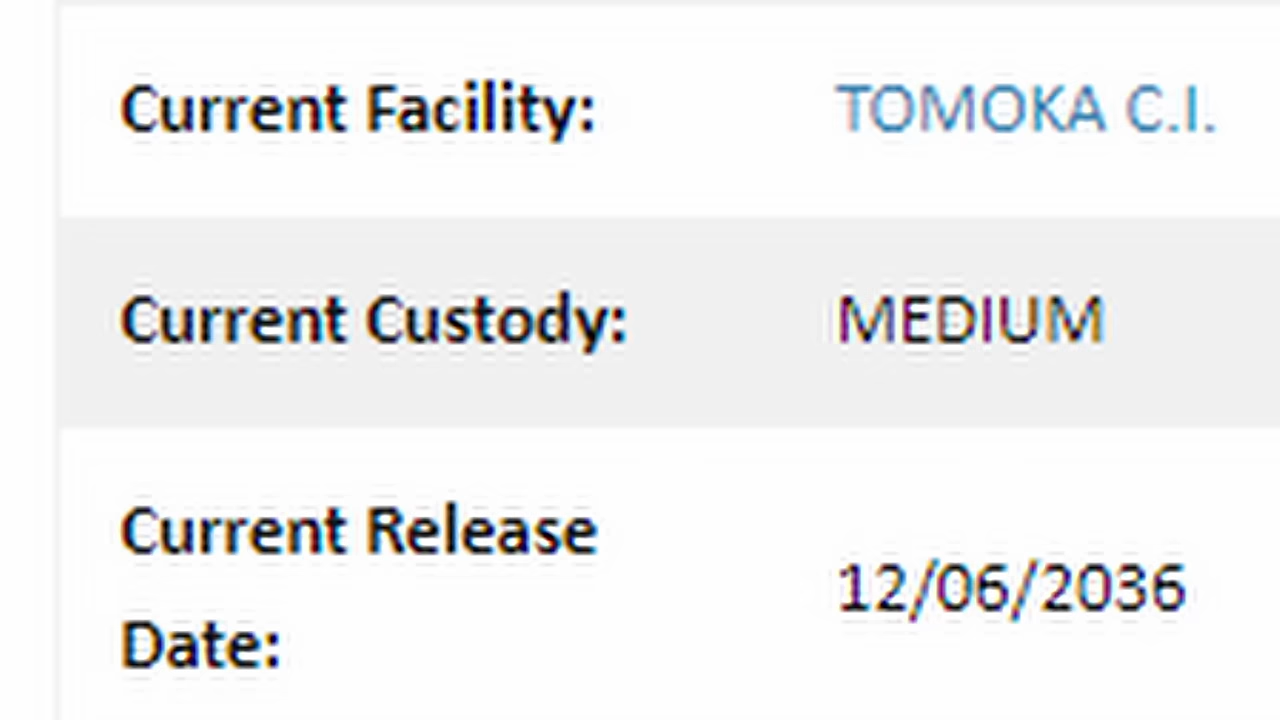 Current Facility: TOMOKA C.I.
Current Custody: MEDIUM
Current Release
Date: 12/06/2036